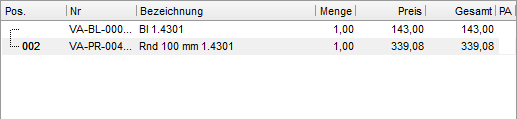 Pos. Nr Bezeichnung Menge Preis Gesamt PA
VA-BL-000... Bl 1.4301 1,00 143,00 143,00
002 VA-PR-004... Rnd 100 mm 1.4301 1,00 339,08 339,08